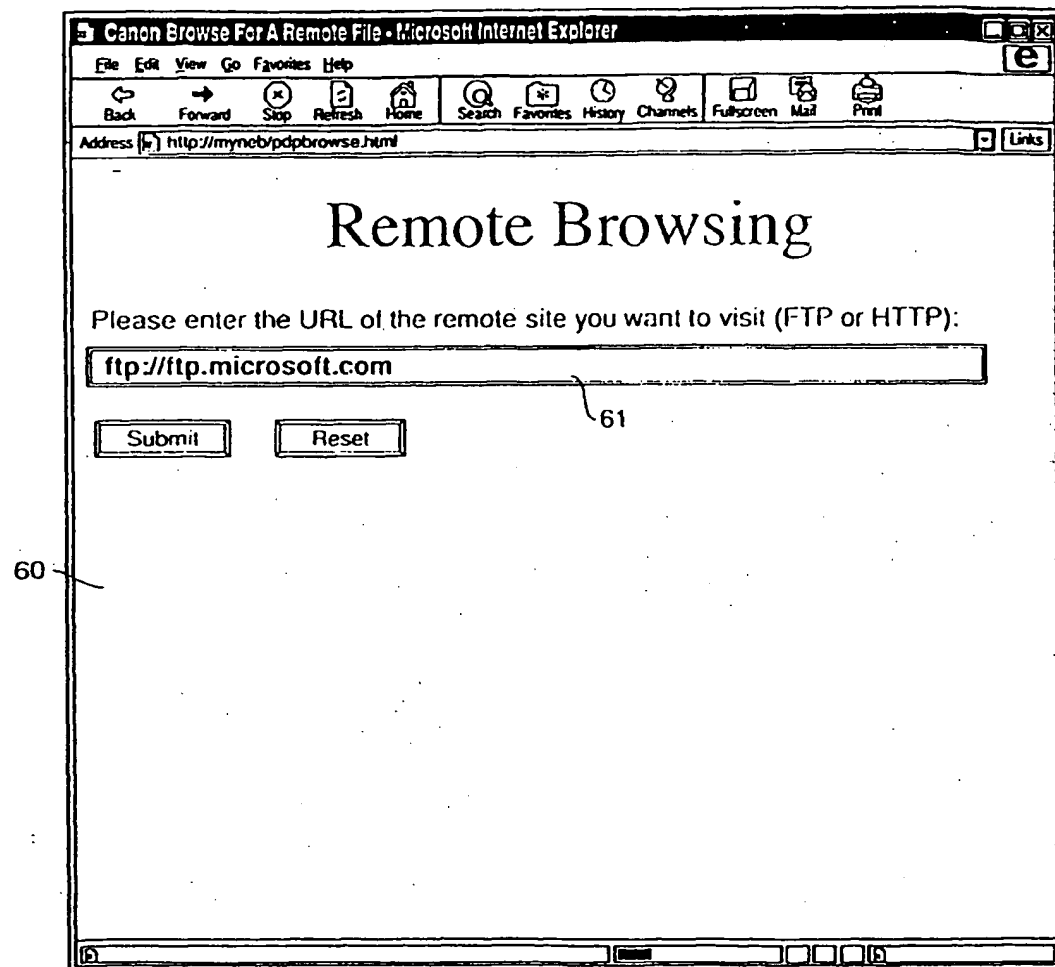 Canon Browse For A Remote File - Microsoft Internet Explorer
e
File Edit View Go Favorites Help
Back Forward Stop Refresh Home Search Favorites History Channels Fullscreen Mail Print
Address http://myneb/pdpbrowse.html Links
Remote Browsing
Please enter the URL of the remote site you want to visit (FTP or HTTP):
ftp://ftp.microsoft.com
61
Submit Reset
60